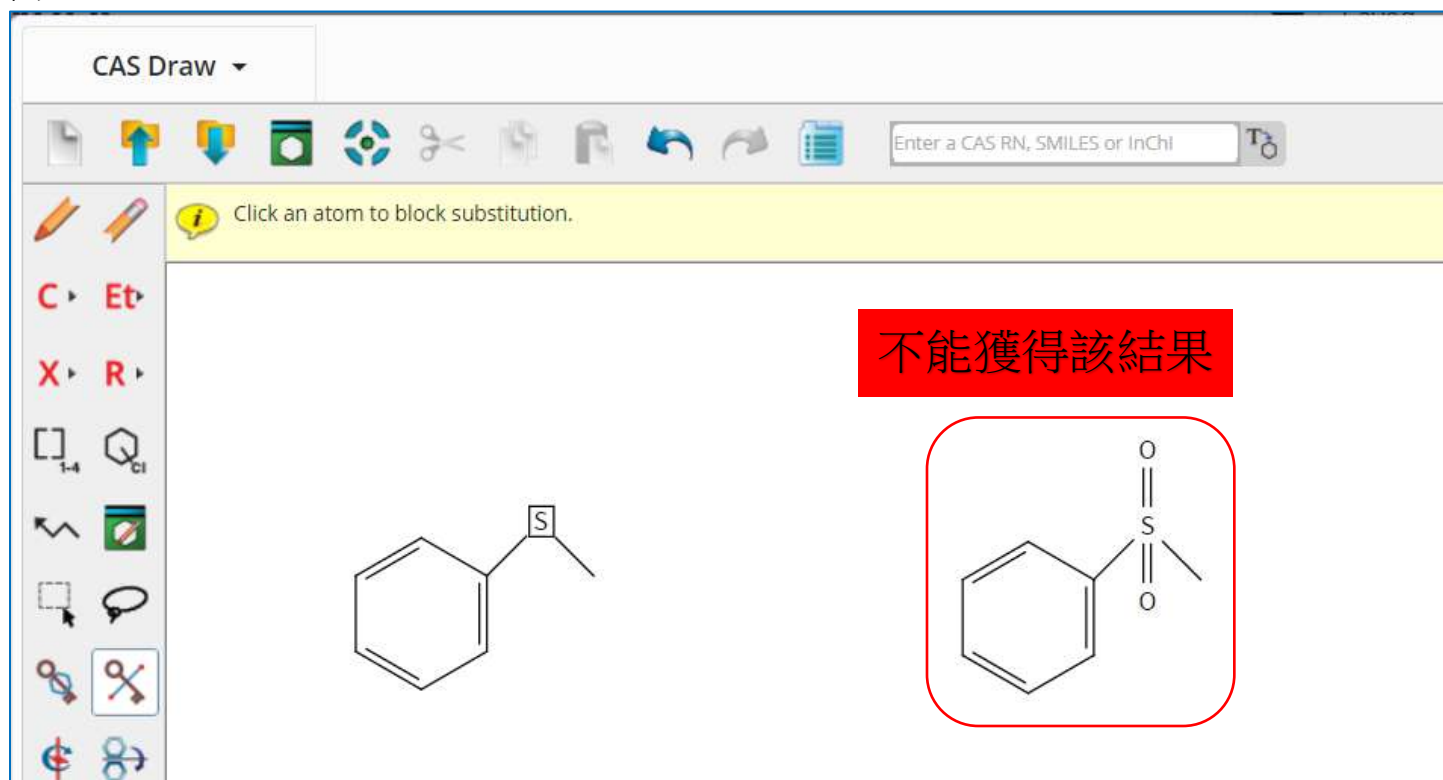 CAS Draw
Enter a CAS RN, SMILES or InChI
Click an atom to block substitution.
C Et
X R
1-4 Cl
不能獲得該結果
O
S
S
O